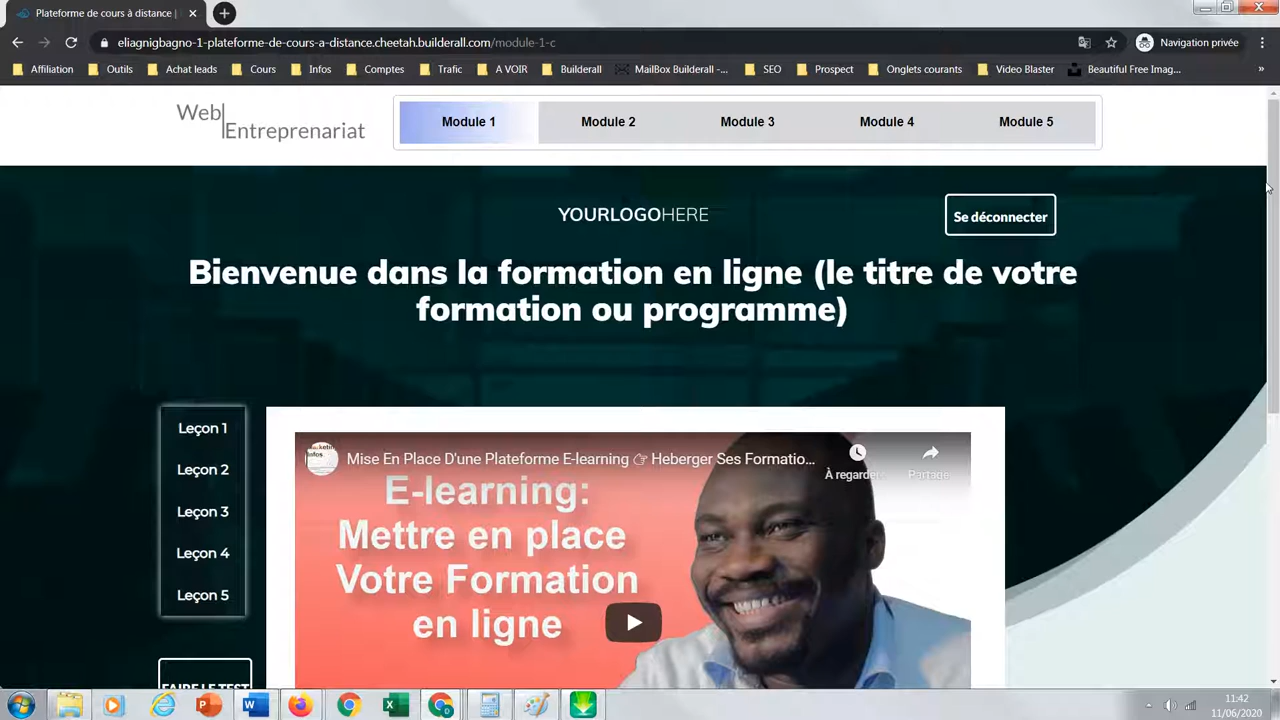 Plateforme de cours à distance |
eliagnigbagno-1-plateforme-de-cours-a-distance.cheetah.builderall.com/module-1-c
Navigation privée
Affiliation Outils Achat leads Cours Infos Comptes Trafic A VOIR Builderall MailBox Builderall -... SEO Prospect Onglets courants Video Blaster Beautiful Free Imag... »
Web
Entreprenariat
Module 1 Module 2 Module 3 Module 4 Module 5
YOURLOGOHERE
Se déconnecter
Bienvenue dans la formation en ligne (le titre de votre
formation ou programme)
Leçon 1
Leçon 2
Leçon 3
Leçon 4
Leçon 5
FAIRE LE TEST
Mise En Place D'une Plateforme E-learning 👉 Heberger Ses Formatio...
À regarder... Partager
E-learning:
Mettre en place
Votre Formation
en ligne
11:42
11/06/2020